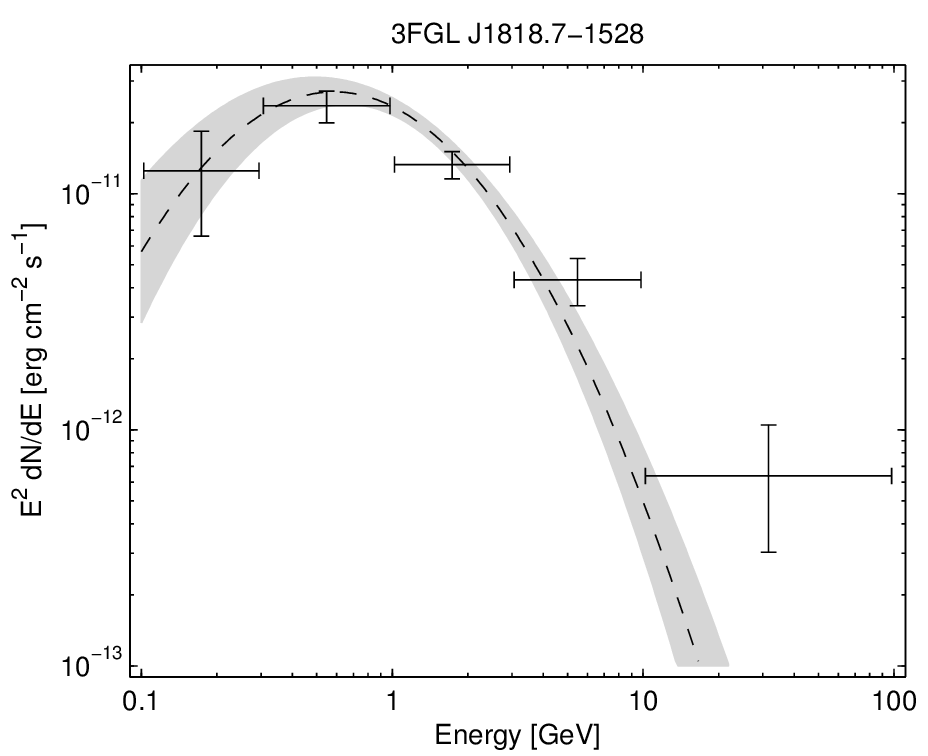 3FGL J1818.7−1528
E² dN/dE [erg cm⁻² s⁻¹]
10⁻¹¹
10⁻¹²
10⁻¹³
0.1 1 10 100
Energy [GeV]